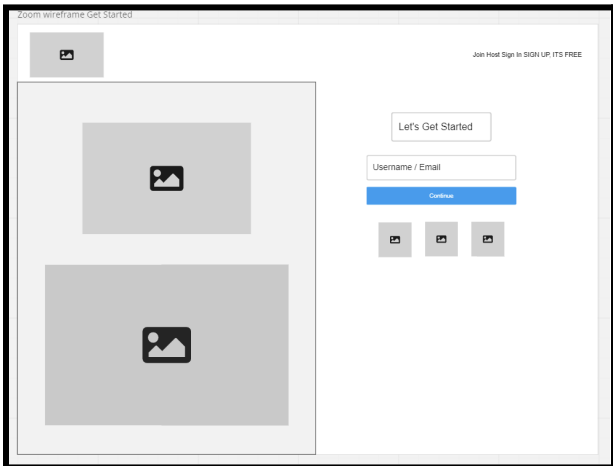 Zoom wireframe Get Started
Join Host Sign In SIGN UP, ITS FREE
Let's Get Started
Username / Email
Continue